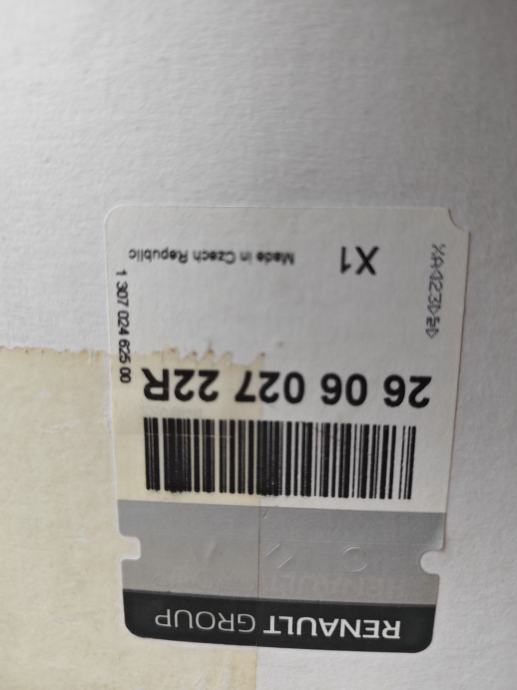 RENAULT GROUP
26 06 027 22R
X1
Made in Czech Republic
1 307 024 625 00